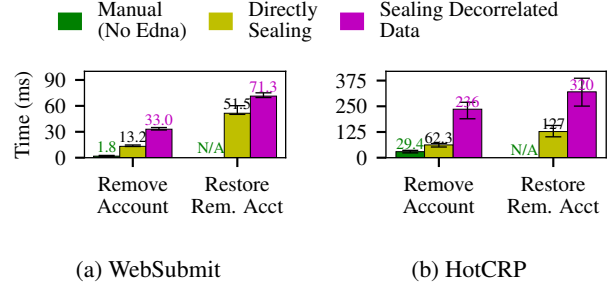 Manual
(No Edna)
Directly
Sealing
Sealing Decorrelated
Data
Time (ms)
90
60
30
0
1.8
13.2
33.0
N/A
51.5
71.3
Remove
Account
Restore
Rem. Acct
(a) WebSubmit
375
250
125
0
29.4
62.3
236
N/A
127
320
Remove
Account
Restore
Rem. Acct
(b) HotCRP